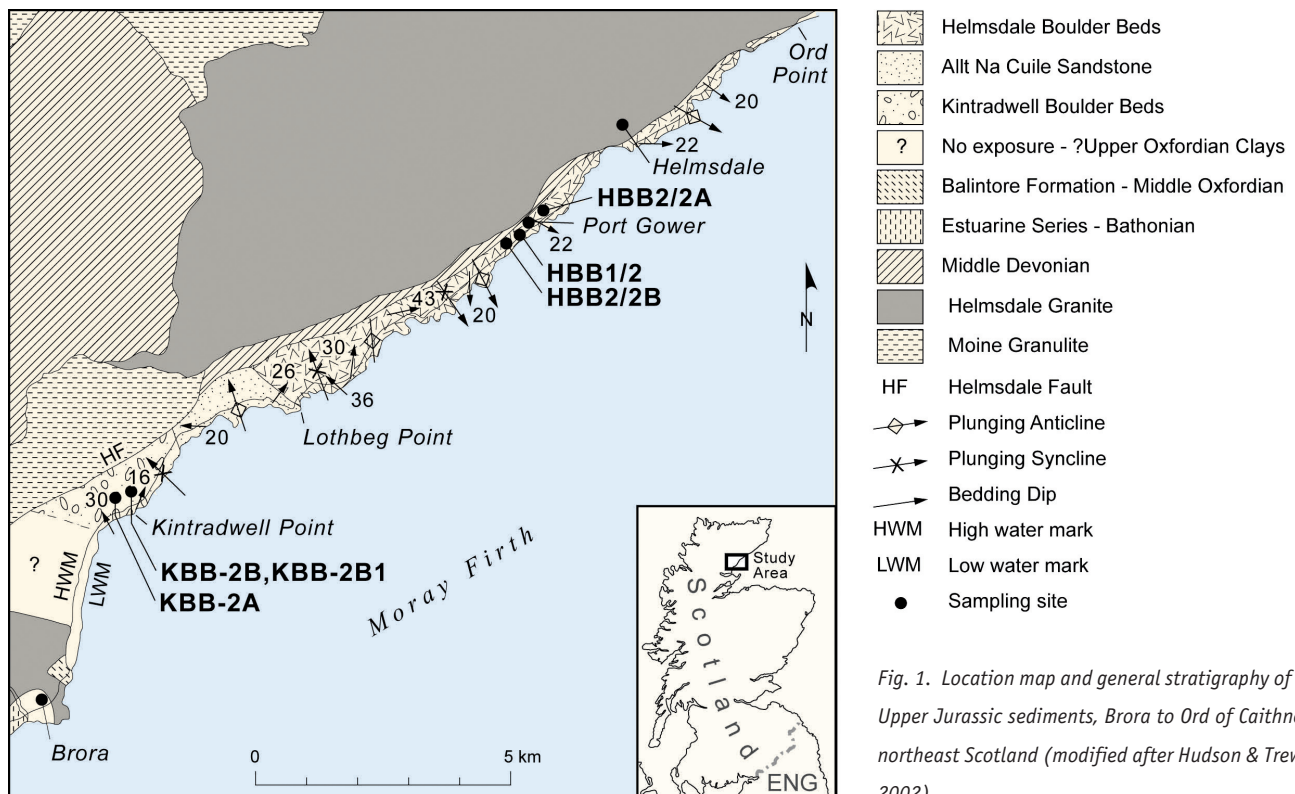 Ord
Point
20
22
Helmsdale
HBB2/2A
Port Gower
22
HBB1/2
HBB2/2B
43
20
N
30
26
36
20
Lothbeg Point
HF
16
30
Kintradwell Point
?
HWM
LWM
KBB-2B,KBB-2B1
KBB-2A
Moray Firth
Brora
0 5 km
Study
Area
Scotland
ENG
Helmsdale Boulder Beds
Allt Na Cuile Sandstone
Kintradwell Boulder Beds
? No exposure - ?Upper Oxfordian Clays
Balintore Formation - Middle Oxfordian
Estuarine Series - Bathonian
Middle Devonian
Helmsdale Granite
Moine Granulite
HF Helmsdale Fault
Plunging Anticline
Plunging Syncline
Bedding Dip
HWM High water mark
LWM Low water mark
Sampling site
Fig. 1. Location map and general stratigraphy of
Upper Jurassic sediments, Brora to Ord of Caithne
northeast Scotland (modified after Hudson & Trew